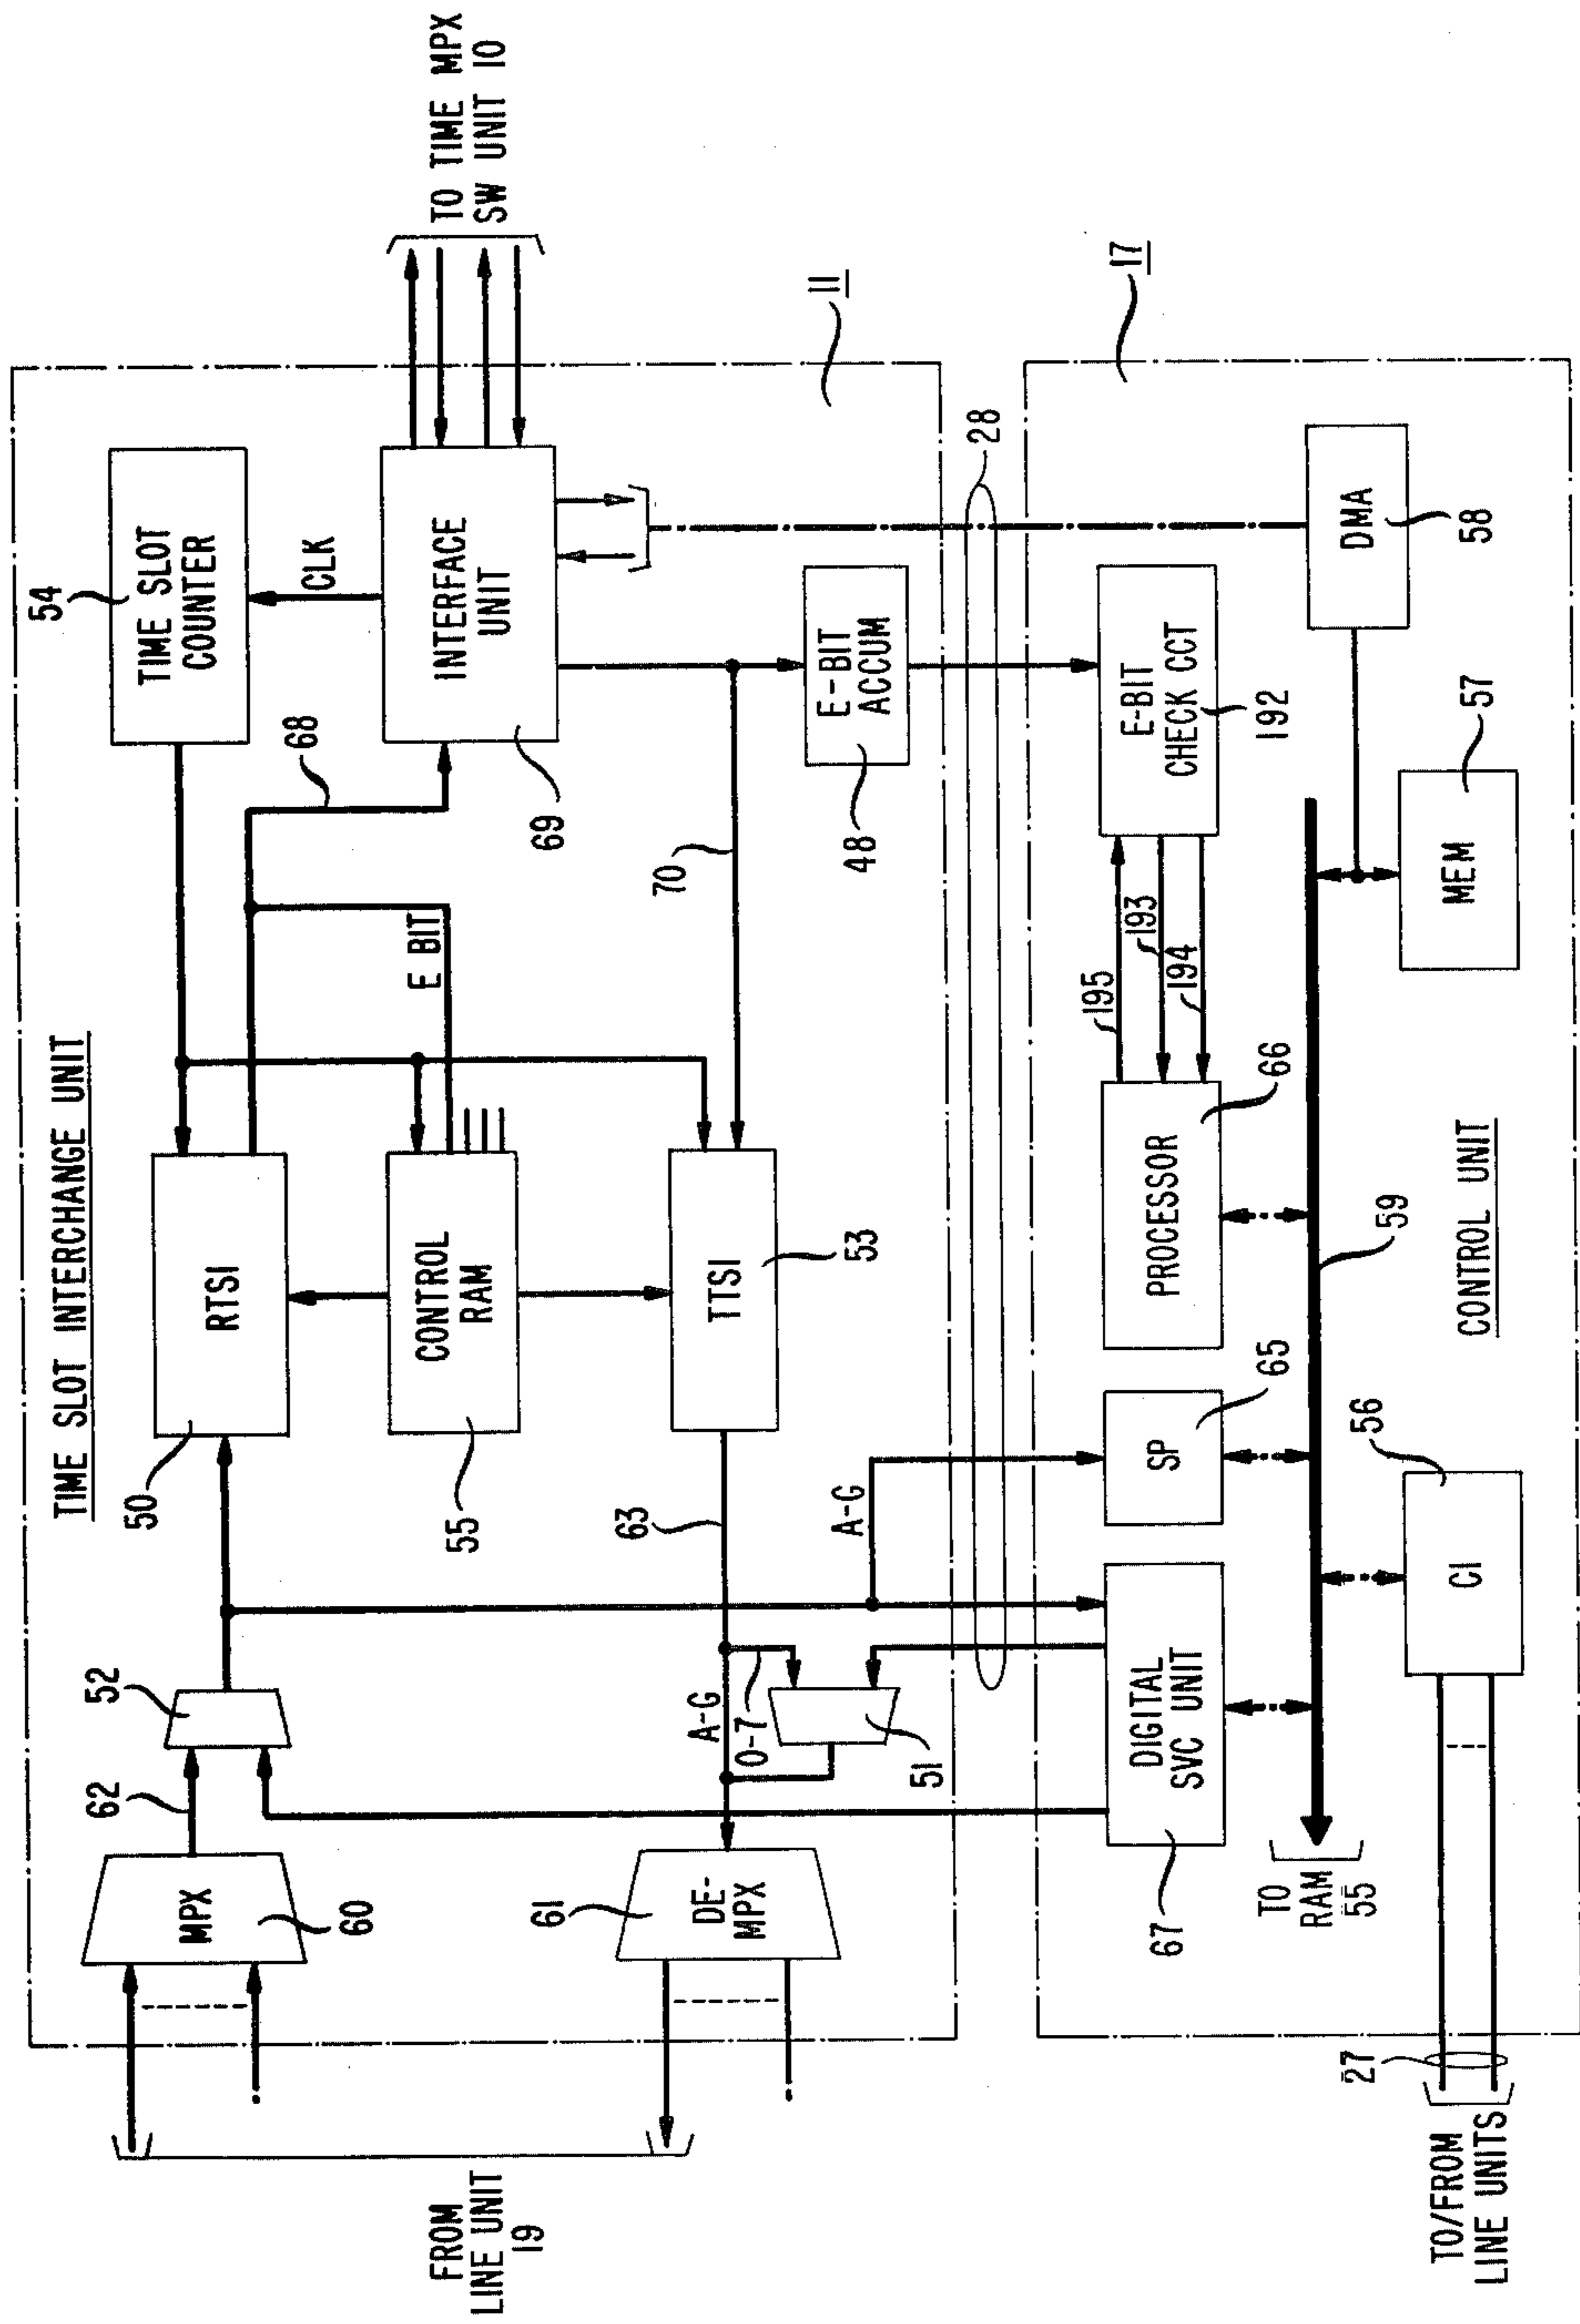 TIME SLOT INTERCHANGE UNIT
FROM
LINE UNIT
19
MPX
60
62
52
50
RTSI
68
54
TIME SLOT
COUNTER
CLK
INTERFACE
UNIT
69
TO TIME MPX
SW UNIT 10
CONTROL
RAM
55
E BIT
70
TTSI
53
63
A-G
0-7
51
61
DE-
MPX
A-G
E-BIT
ACCUM
48
11
28
17
DIGITAL
SVC UNIT
67
SP
65
PROCESSOR
66
195
193
194
E-BIT
CHECK CCT
192
DMA
58
MEM
57
59
TO
RAM
55
CI
56
CONTROL UNIT
27
TO/FROM
LINE UNITS